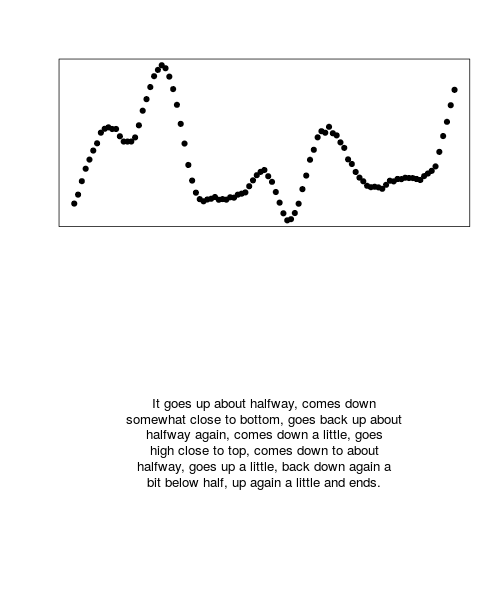 It goes up about halfway, comes down
somewhat close to bottom, goes back up about
halfway again, comes down a little, goes
high close to top, comes down to about
halfway, goes up a little, back down again a
bit below half, up again a little and ends.